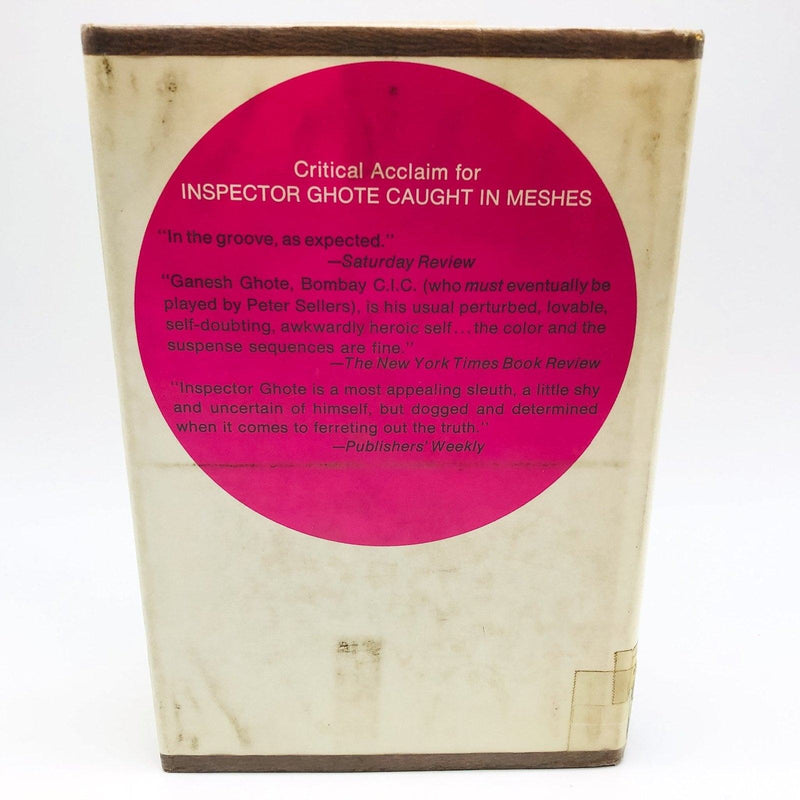 Critical Acclaim for
INSPECTOR GHOTE CAUGHT IN MESHES
"In the groove, as expected."
—Saturday Review
"Ganesh Ghote, Bombay C.I.C. (who must eventually be
played by Peter Sellers), is his usual perturbed, lovable,
self-doubting, awkwardly heroic self...the color and the
suspense sequences are fine."
—The New York Times Book Review
"Inspector Ghote is a most appealing sleuth, a little shy
and uncertain of himself, but dogged and determined
when it comes to ferreting out the truth."
—Publishers' Weekly